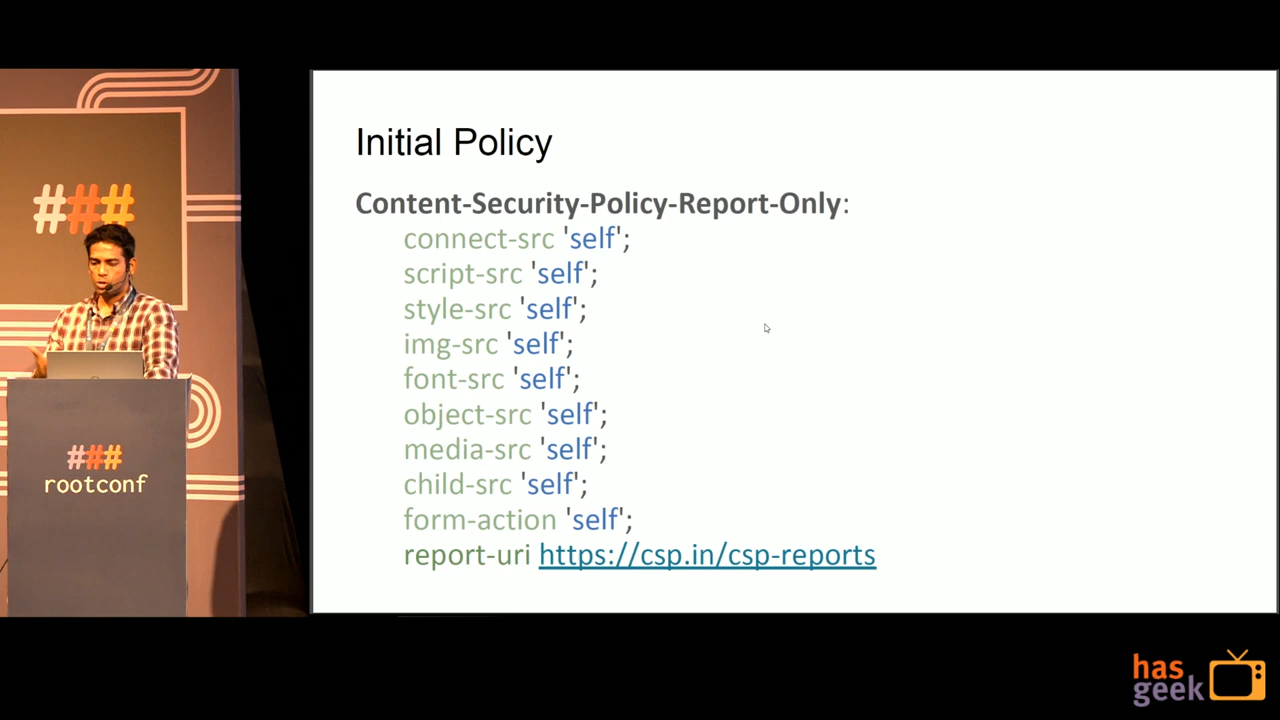 ###
###
rootconf
Initial Policy
Content-Security-Policy-Report-Only:
connect-src 'self';
script-src 'self';
style-src 'self';
img-src 'self';
font-src 'self';
object-src 'self';
media-src 'self';
child-src 'self';
form-action 'self';
report-uri https://csp.in/csp-reports
has
geek